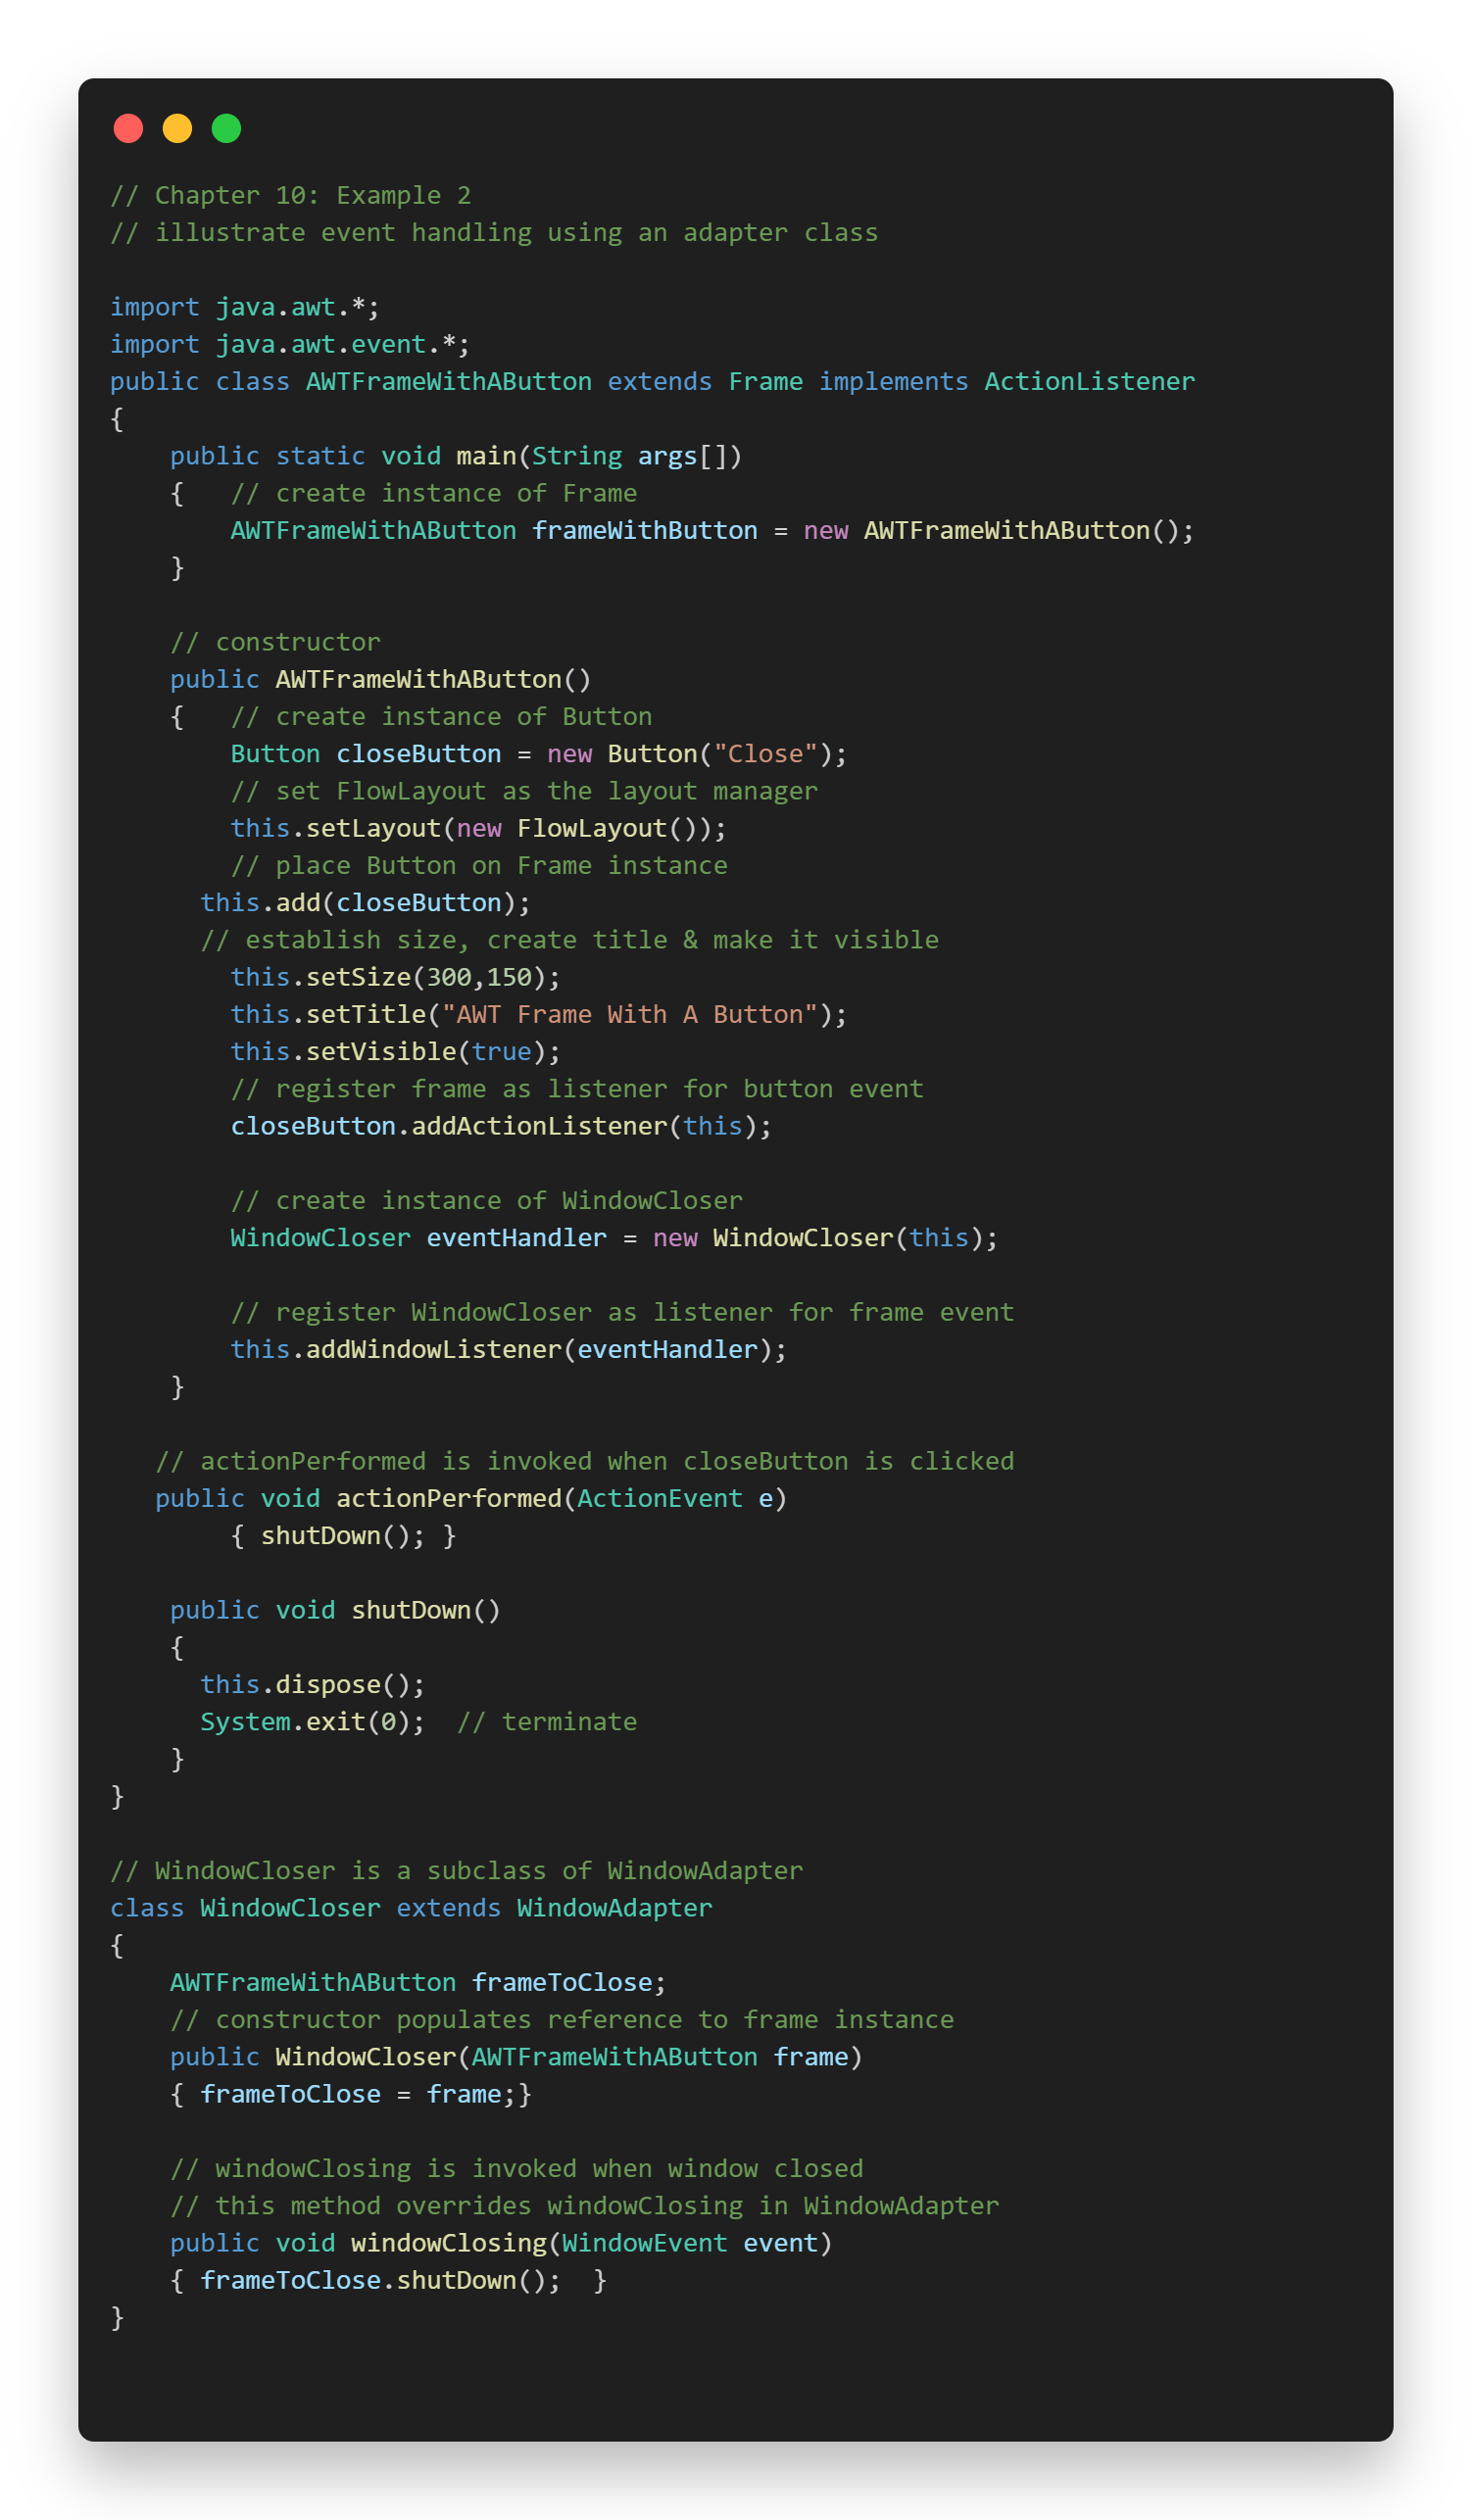 // Chapter 10: Example 2
// illustrate event handling using an adapter class

import java.awt.*;
import java.awt.event.*;
public class AWTFrameWithAButton extends Frame implements ActionListener
{
    public static void main(String args[])
    {   // create instance of Frame
        AWTFrameWithAButton frameWithButton = new AWTFrameWithAButton();
    }

    // constructor
    public AWTFrameWithAButton()
    {   // create instance of Button
        Button closeButton = new Button("Close");
        // set FlowLayout as the layout manager
        this.setLayout(new FlowLayout());
        // place Button on Frame instance
      this.add(closeButton);
      // establish size, create title & make it visible
        this.setSize(300,150);
        this.setTitle("AWT Frame With A Button");
        this.setVisible(true);
        // register frame as listener for button event
        closeButton.addActionListener(this);

        // create instance of WindowCloser
        WindowCloser eventHandler = new WindowCloser(this);

        // register WindowCloser as listener for frame event
        this.addWindowListener(eventHandler);
    }

   // actionPerformed is invoked when closeButton is clicked
   public void actionPerformed(ActionEvent e)
        { shutDown(); }

    public void shutDown()
    {
      this.dispose();
      System.exit(0);  // terminate
    }
}

// WindowCloser is a subclass of WindowAdapter
class WindowCloser extends WindowAdapter
{
    AWTFrameWithAButton frameToClose;
    // constructor populates reference to frame instance
    public WindowCloser(AWTFrameWithAButton frame)
    { frameToClose = frame;}

    // windowClosing is invoked when window closed
    // this method overrides windowClosing in WindowAdapter
    public void windowClosing(WindowEvent event)
    { frameToClose.shutDown();  }
}